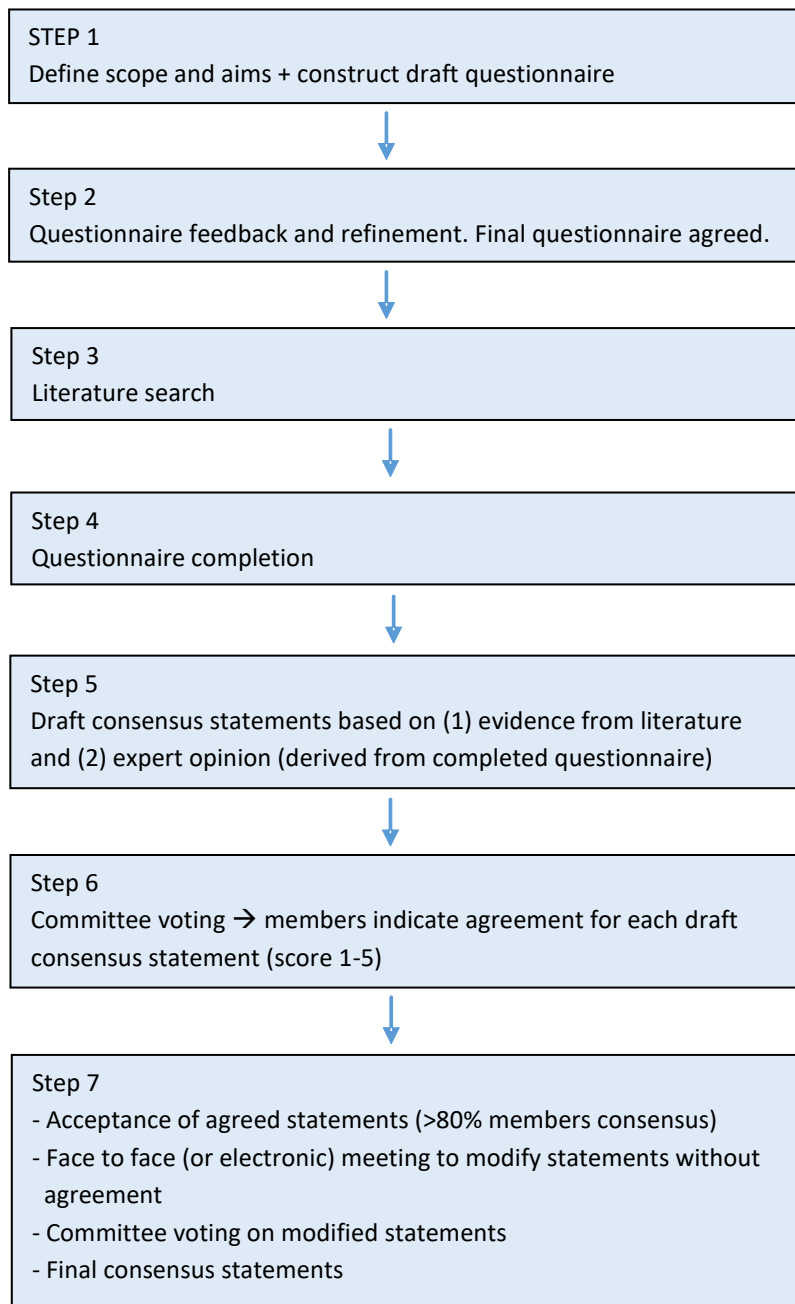 STEP 1
Define scope and aims + construct draft questionnaire
Step 2
Questionnaire feedback and refinement. Final questionnaire agreed.
Step 3
Literature search
Step 4
Questionnaire completion
Step 5
Draft consensus statements based on (1) evidence from literature
and (2) expert opinion (derived from completed questionnaire)
Step 6
Committee voting → members indicate agreement for each draft
consensus statement (score 1-5)
Step 7
- Acceptance of agreed statements (>80% members consensus)
- Face to face (or electronic) meeting to modify statements without
agreement
- Committee voting on modified statements
- Final consensus statements